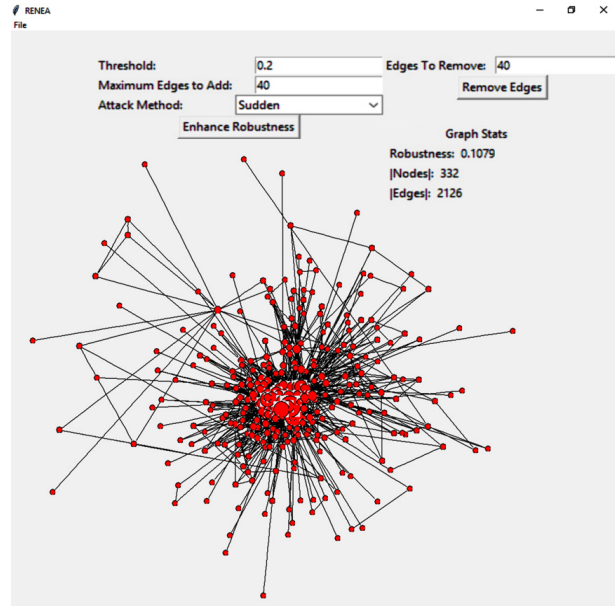 RENEA
File
Threshold: 0.2 Edges To Remove: 40
Maximum Edges to Add: 40 Remove Edges
Attack Method: Sudden
Enhance Robustness
Graph Stats
Robustness: 0.1079
|Nodes|: 332
|Edges|: 2126